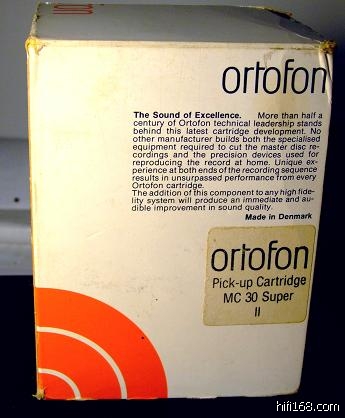 ortofon
The Sound of Excellence. More than half a
century of Ortofon technical leadership stands
behind this latest cartridge development. No
other manufacturer builds both the specialised
equipment required to cut the master disc re-
cordings and the precision devices used for
reproducing the record at home. Unique ex-
perience at both ends of the recording sequence
results in unsurpassed performance from every
Ortofon cartridge.
The addition of this component to any high fide-
lity system will produce an immediate and au-
dible improvement in sound quality.
Made in Denmark
ortofon
Pick-up Cartridge
MC 30 Super
II
hifi168.com